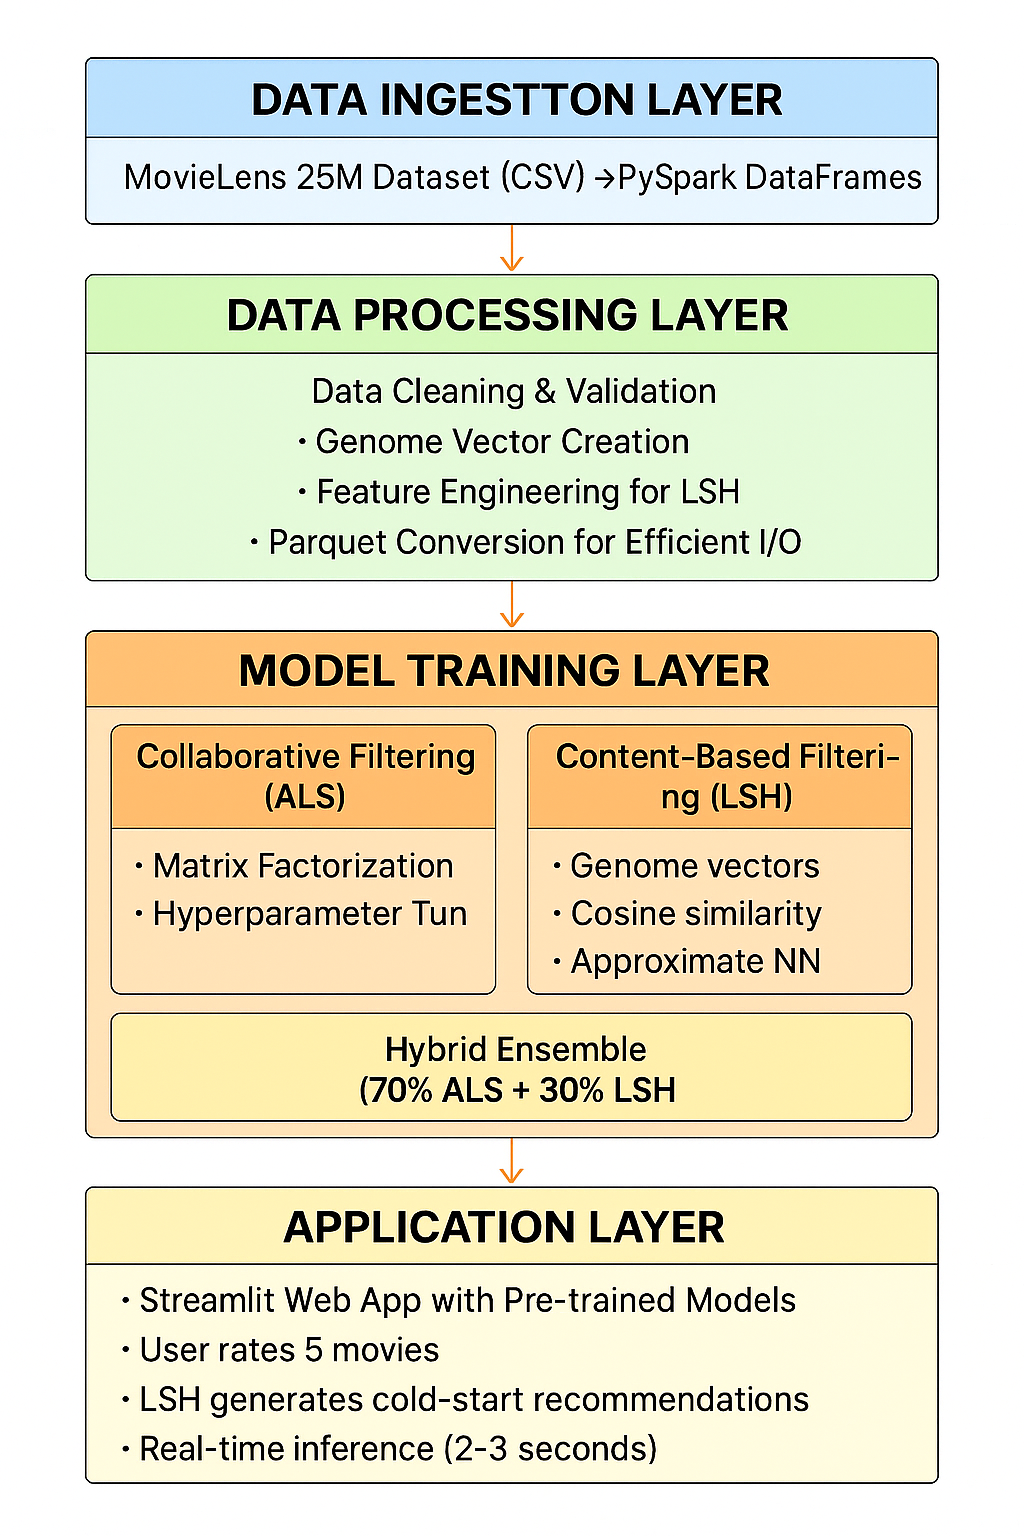 DATA INGESTTON LAYER
MovieLens 25M Dataset (CSV) →PySpark DataFrames
DATA PROCESSING LAYER
Data Cleaning & Validation
• Genome Vector Creation
• Feature Engineering for LSH
• Parquet Conversion for Efficient I/O
MODEL TRAINING LAYER
Collaborative Filtering
(ALS)
• Matrix Factorization
• Hyperparameter Tun
Content-Based Filteri-
ng (LSH)
• Genome vectors
• Cosine similarity
• Approximate NN
Hybrid Ensemble
(70% ALS + 30% LSH
APPLICATION LAYER
• Streamlit Web App with Pre-trained Models
• User rates 5 movies
• LSH generates cold-start recommendations
• Real-time inference (2-3 seconds)